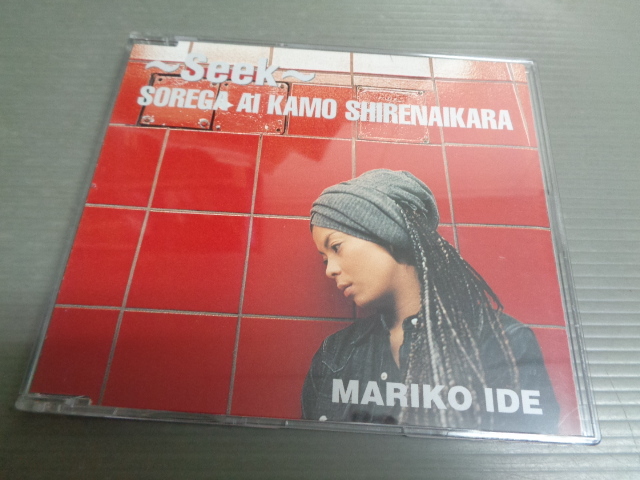 ~Seek~
SOREGA AI KAMO SHIRENAIKARA
MARIKO IDE